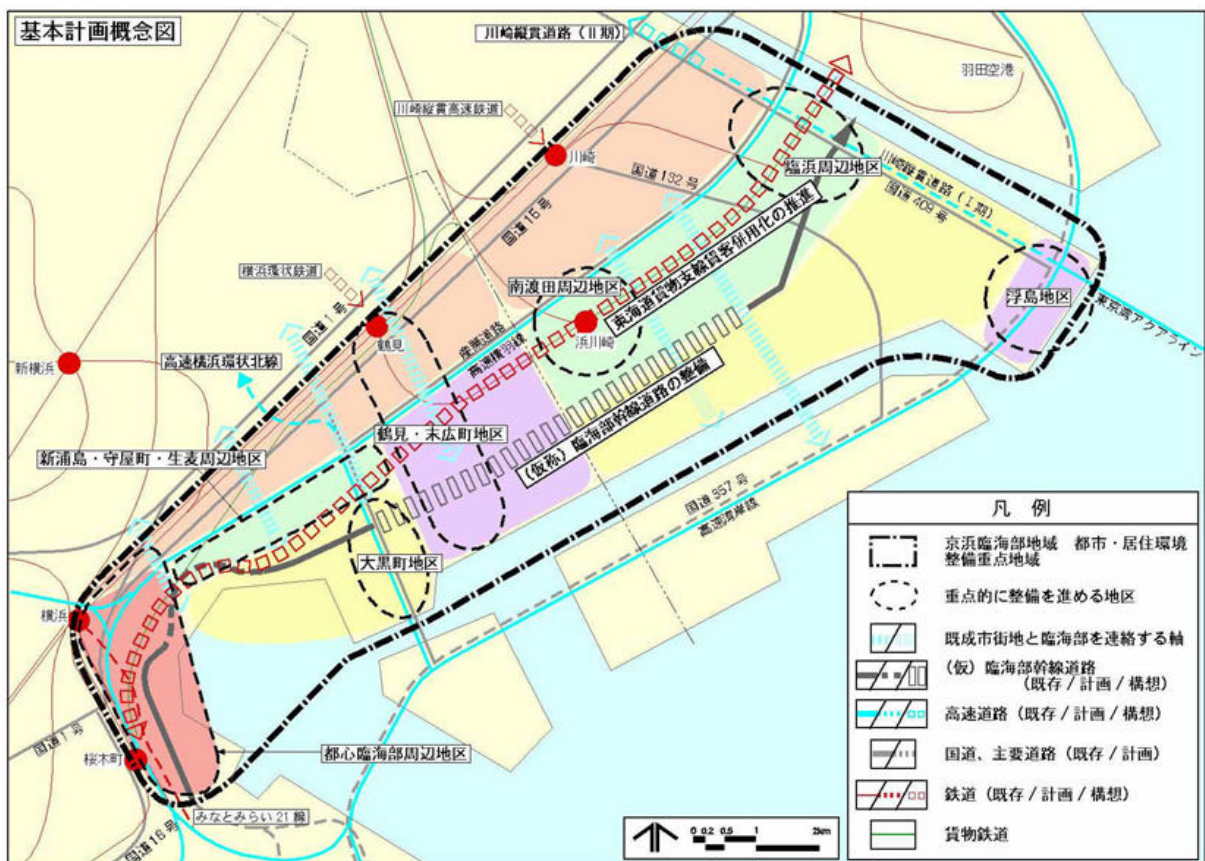 基本計画概念図
川崎縦貫道路(Ⅱ期)
羽田空港
川崎縦貫高速鉄道
川崎
国道132号
臨浜周辺地区
川崎縦貫道路(Ⅰ期)
国道409号
国道15号
横浜環状鉄道
南渡田周辺地区
東海道貨物支線貨客併用化の推進
浮島地区
東京湾アクアライン
国道1号
鶴見
産業道路
高速横羽線
浜川崎
新横浜
高速横浜環状北線
鶴見・末広町地区
(仮称)臨海部幹線道路の整備
新浦島・守屋町・生麦周辺地区
国道357号
高速湾岸線
大黒町地区
横浜
国道1号
桜木町
都心臨海部周辺地区
みなとみらい21線
国道16号
0 0.2 0.5 1 2km
凡 例
京浜臨海部地域 都市・居住環境
整備重点地域
重点的に整備を進める地区
既成市街地と臨海部を連絡する軸
(仮)臨海部幹線道路
(既存/計画/構想)
高速道路(既存/計画/構想)
国道、主要道路(既存/計画)
鉄道(既存/計画/構想)
貨物鉄道